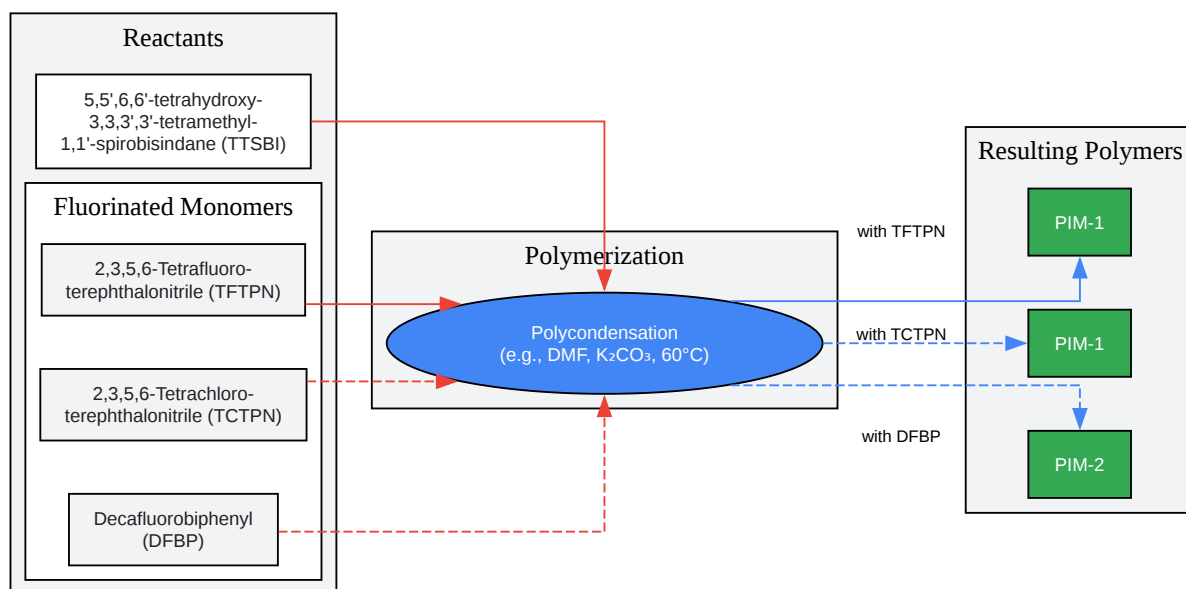 Reactants
5,5',6,6'-tetrahydroxy-
3,3,3',3'-tetramethyl-
1,1'-spirobisindane (TTSBI)
Fluorinated Monomers
2,3,5,6-Tetrafluoro-
terephthalonitrile (TFTPN)
2,3,5,6-Tetrachloro-
terephthalonitrile (TCTPN)
Decafluorobiphenyl
(DFBP)
Polymerization
Polycondensation
(e.g., DMF, K₂CO₃, 60°C)
with TFTPN
with TCTPN
with DFBP
Resulting Polymers
PIM-1
PIM-1
PIM-2